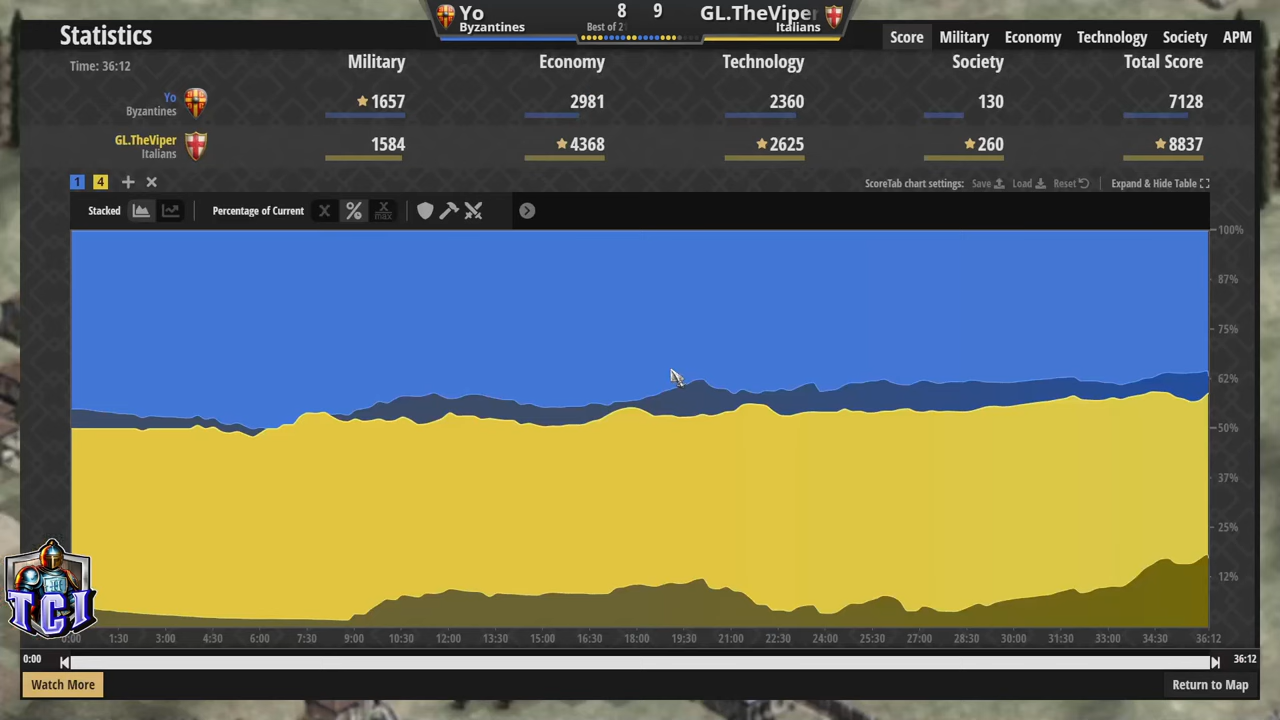 Yo 8 9 GL.TheViper
Byzantines Best of 2 Italians
Statistics Score Military Economy Technology Society APM
Time: 36:12 Military Economy Technology Society Total Score
Yo 1657 2981 2360 130 7128
Byzantines
GL.TheViper 1584 4368 2625 260 8837
Italians
1 4 ScoreTab chart settings: Save Load Reset Expand & Hide Table
Stacked Percentage of Current X % X/max
100%
87%
75%
62%
50%
37%
25%
12%
TCI
0:00 1:30 3:00 4:30 6:00 7:30 9:00 10:30 12:00 13:30 15:00 16:30 18:00 19:30 21:00 22:30 24:00 25:30 27:00 28:30 30:00 31:30 33:00 34:30 36:12
0:00 36:12
Watch More Return to Map